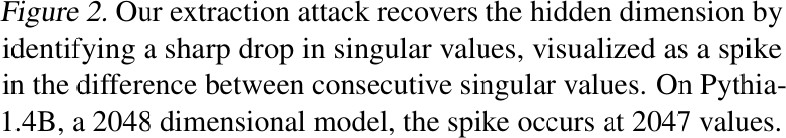 Figure 2. Our extraction attack recovers the hidden dimension by
identifying a sharp drop in singular values, visualized as a spike
in the difference between consecutive singular values. On Pythia-
1.4B, a 2048 dimensional model, the spike occurs at 2047 values.